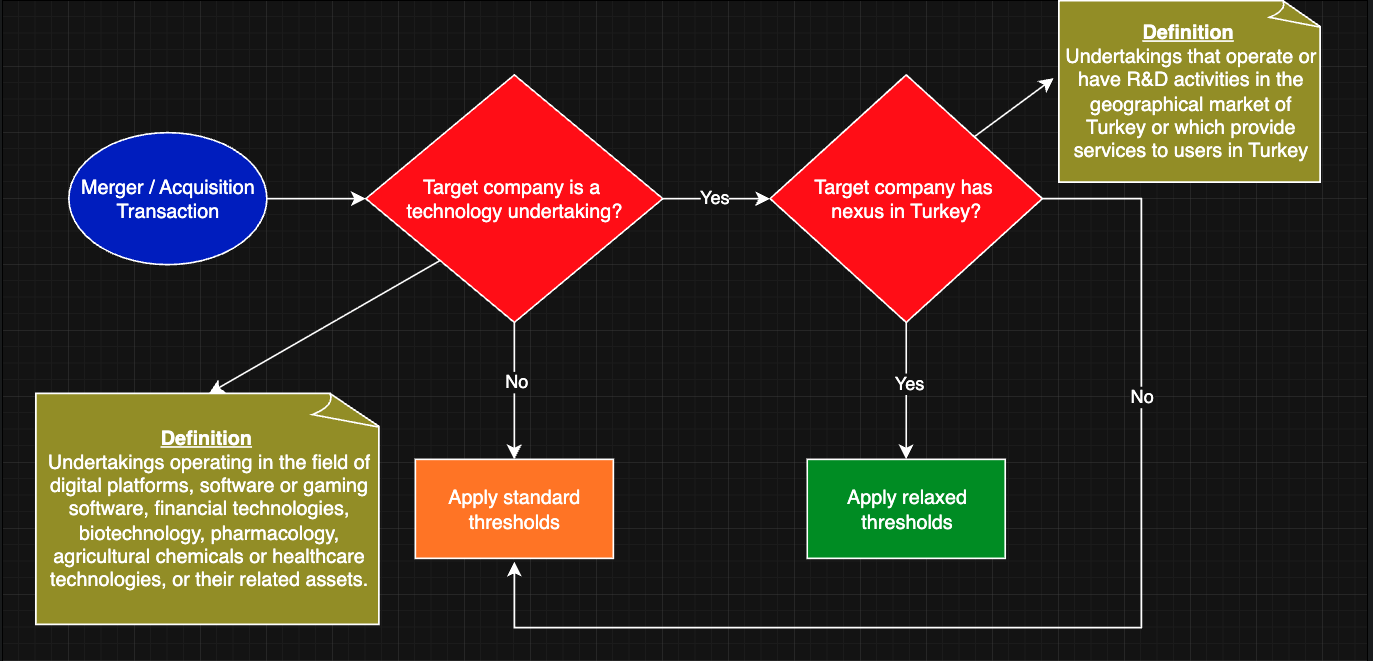 Definition
Undertakings that operate or
have R&D activities in the
geographical market of
Turkey or which provide
services to users in Turkey
Merger / Acquisition
Transaction
Target company is a
technology undertaking?
Yes
Target company has
nexus in Turkey?
No
Yes
No
Definition
Undertakings operating in the field of
digital platforms, software or gaming
software, financial technologies,
biotechnology, pharmacology,
agricultural chemicals or healthcare
technologies, or their related assets.
Apply standard
thresholds
Apply relaxed
thresholds